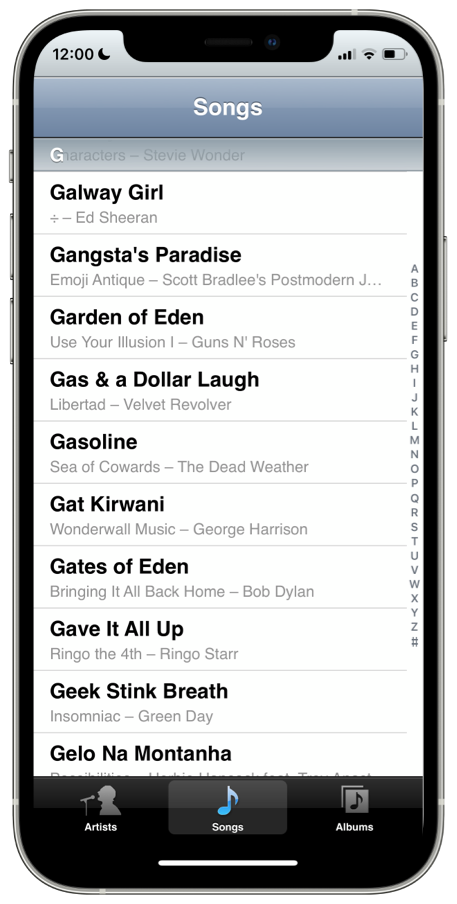 12:00
Songs
G
haracters – Stevie Wonder
Galway Girl
÷ – Ed Sheeran
Gangsta's Paradise
Emoji Antique – Scott Bradlee's Postmodern J...
Garden of Eden
Use Your Illusion I – Guns N' Roses
Gas & a Dollar Laugh
Libertad – Velvet Revolver
Gasoline
Sea of Cowards – The Dead Weather
Gat Kirwani
Wonderwall Music – George Harrison
Gates of Eden
Bringing It All Back Home – Bob Dylan
Gave It All Up
Ringo the 4th – Ringo Starr
Geek Stink Breath
Insomniac – Green Day
Gelo Na Montanha
A
B
C
D
E
F
G
H
I
J
K
L
M
N
O
P
Q
R
S
T
U
V
W
X
Y
Z
#
Artists
Songs
Albums